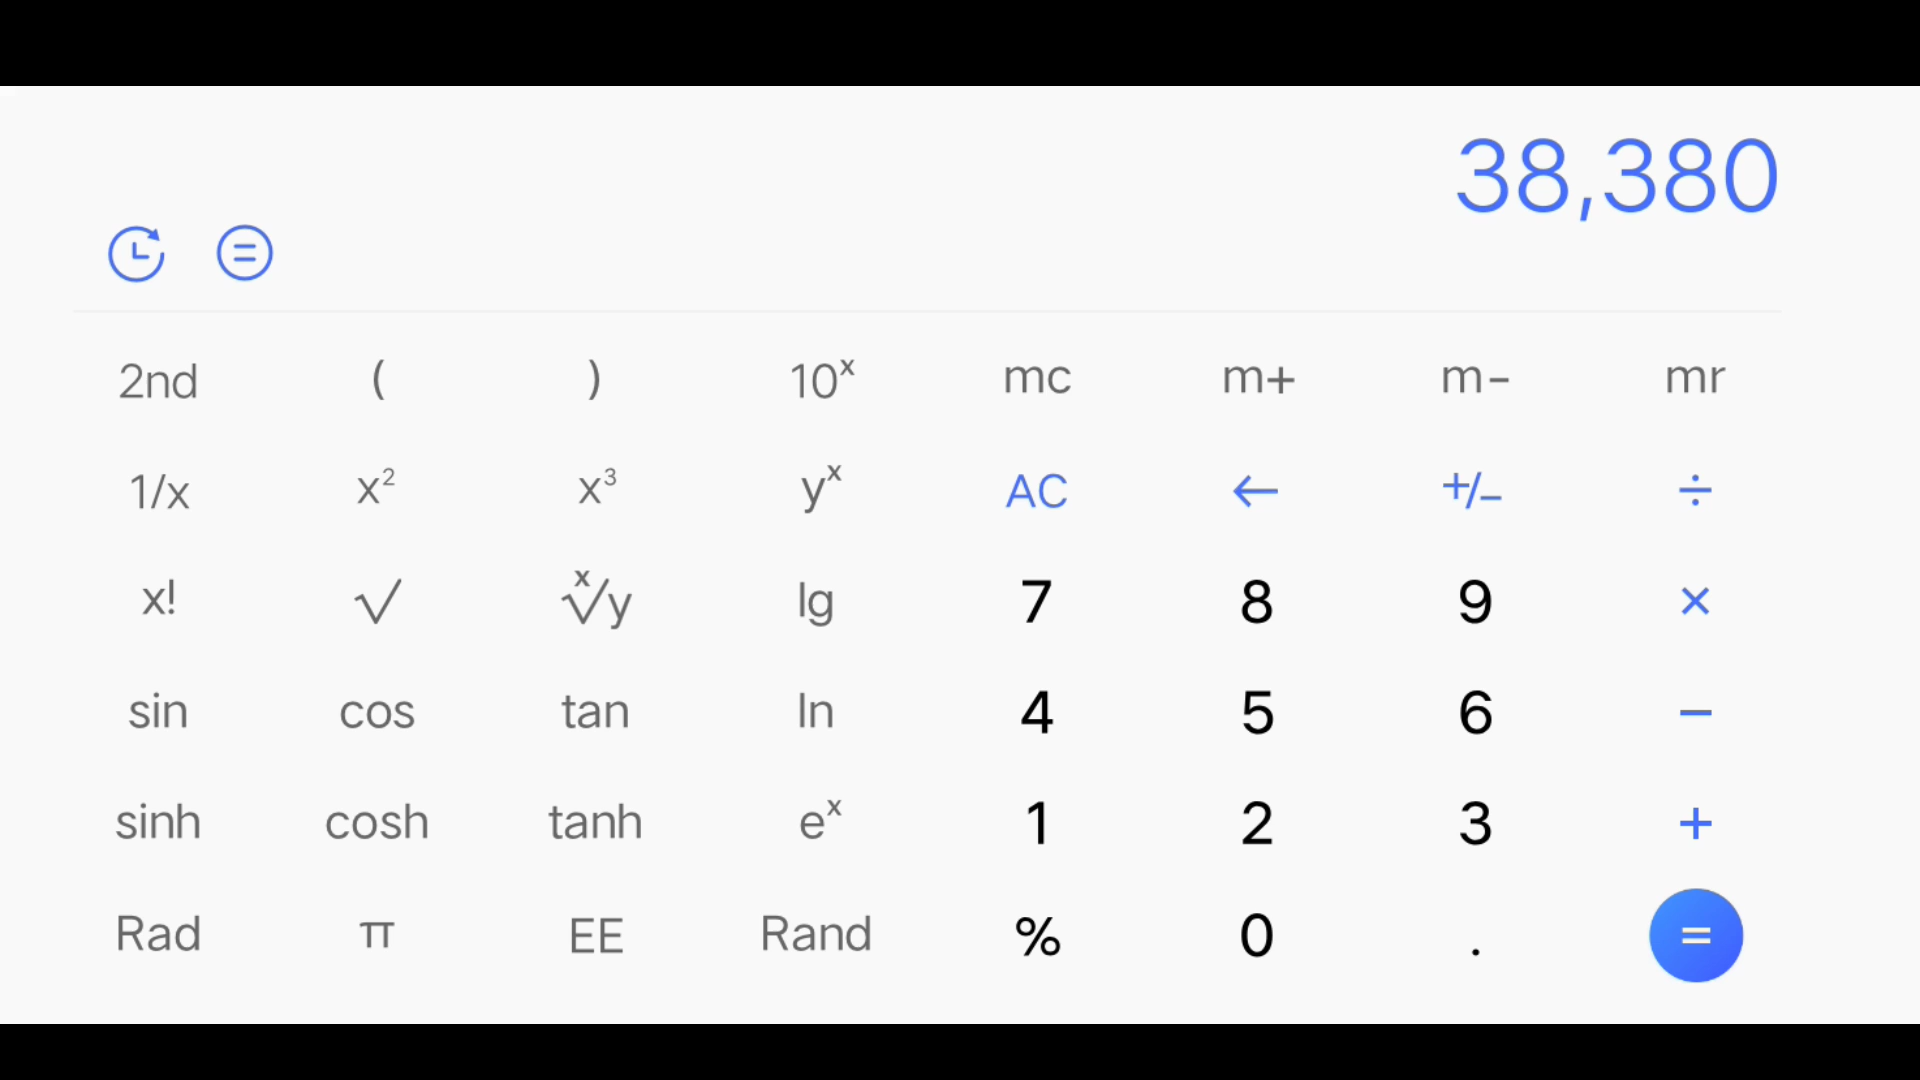 38,380
2nd ( ) 10ˣ mc m+ m− mr
1/x x² x³ yˣ AC ← +/− ÷
x! √ ˣ√y lg 7 8 9 ×
sin cos tan ln 4 5 6 −
sinh cosh tanh eˣ 1 2 3 +
Rad π EE Rand % 0 . =